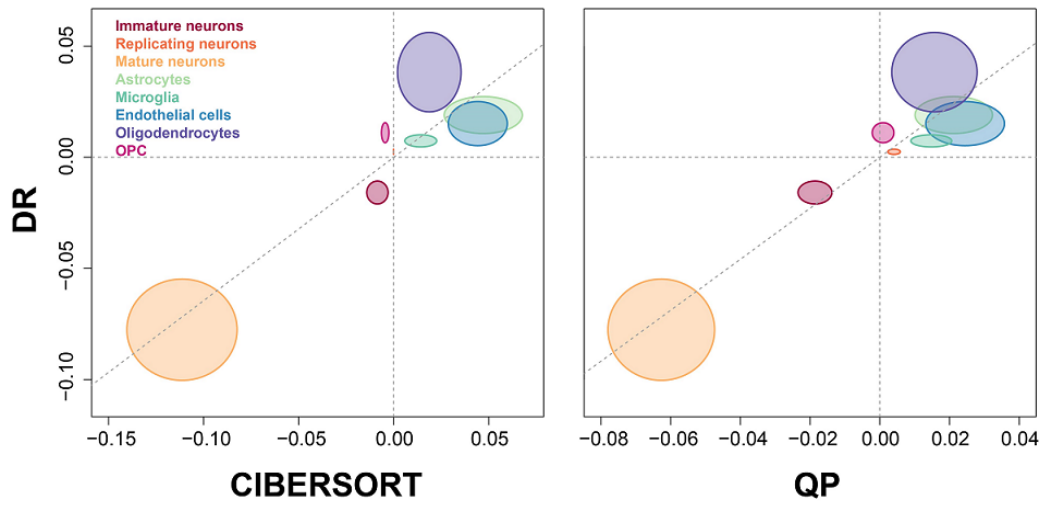 Immature neurons
Replicating neurons
Mature neurons
Astrocytes
Microglia
Endothelial cells
Oligodendrocytes
OPC
DR
0.05
0.00
−0.05
−0.10
−0.15 −0.10 −0.05 0.00 0.05
−0.08 −0.06 −0.04 −0.02 0.00 0.02 0.04
CIBERSORT
QP